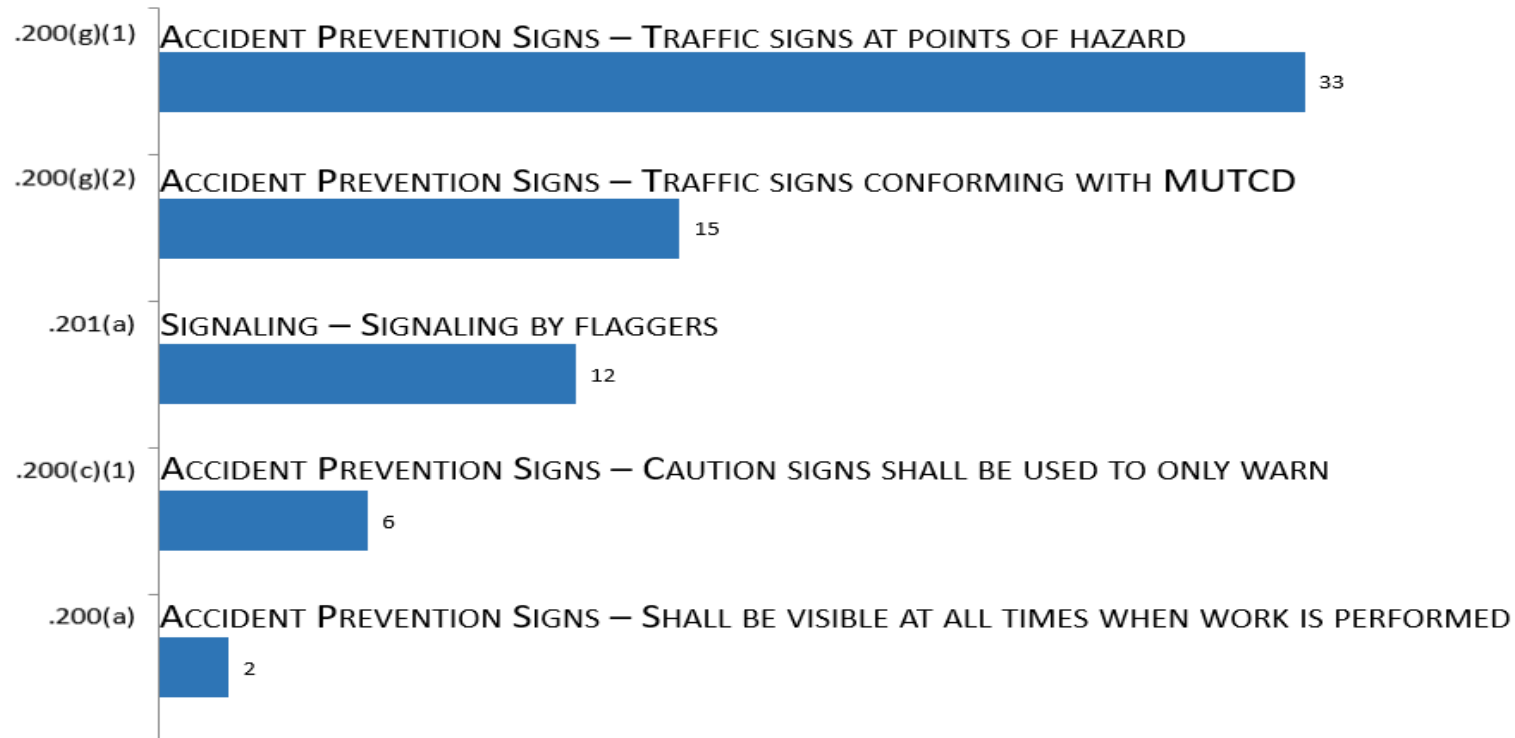 .200(g)(1) Accident Prevention Signs – Traffic signs at points of hazard
33
.200(g)(2) Accident Prevention Signs – Traffic signs conforming with MUTCD
15
.201(a) Signaling – Signaling by flaggers
12
.200(c)(1) Accident Prevention Signs – Caution signs shall be used to only warn
6
.200(a) Accident Prevention Signs – Shall be visible at all times when work is performed
2